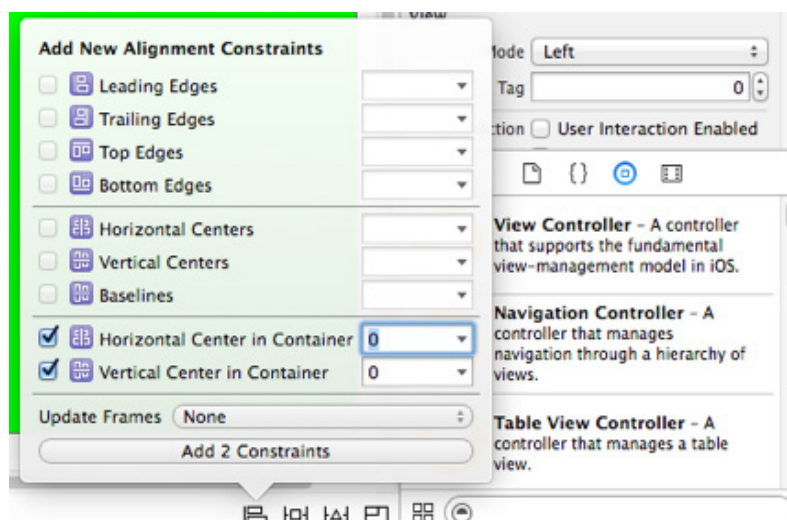 Add New Alignment Constraints
Leading Edges
Trailing Edges
Top Edges
Bottom Edges
Horizontal Centers
Vertical Centers
Baselines
Horizontal Center in Container 0
Vertical Center in Container 0
Update Frames None
Add 2 Constraints
View
Mode Left
Tag 0
ction User Interaction Enabled
{}
View Controller – A controller
that supports the fundamental
view-management model in iOS.
Navigation Controller – A
controller that manages
navigation through a hierarchy of
views.
Table View Controller – A
controller that manages a table
view.